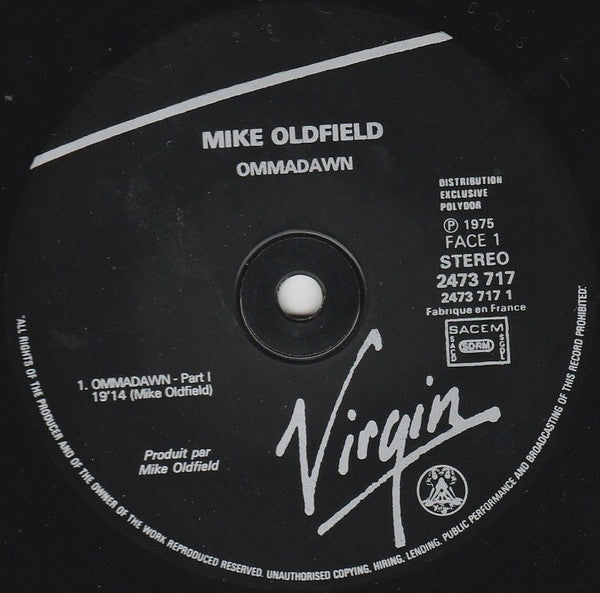 MIKE OLDFIELD
OMMADAWN
DISTRIBUTION
EXCLUSIVE
POLYDOR
℗ 1975
FACE 1
STEREO
2473 717
2473 717 1
Fabrique en France
SACEM
SACD
SDRM
SGDL
1. OMMADAWN - Part I
19'14 (Mike Oldfield)
Produit par
Mike Oldfield
Virgin
"ALL RIGHTS OF THE PRODUCER AND OF THE OWNER OF THE WORK REPRODUCED RESERVED. UNAUTHORISED COPYING, HIRING, LENDING, PUBLIC PERFORMANCE AND BROADCASTING OF THIS RECORD PROHIBITED."